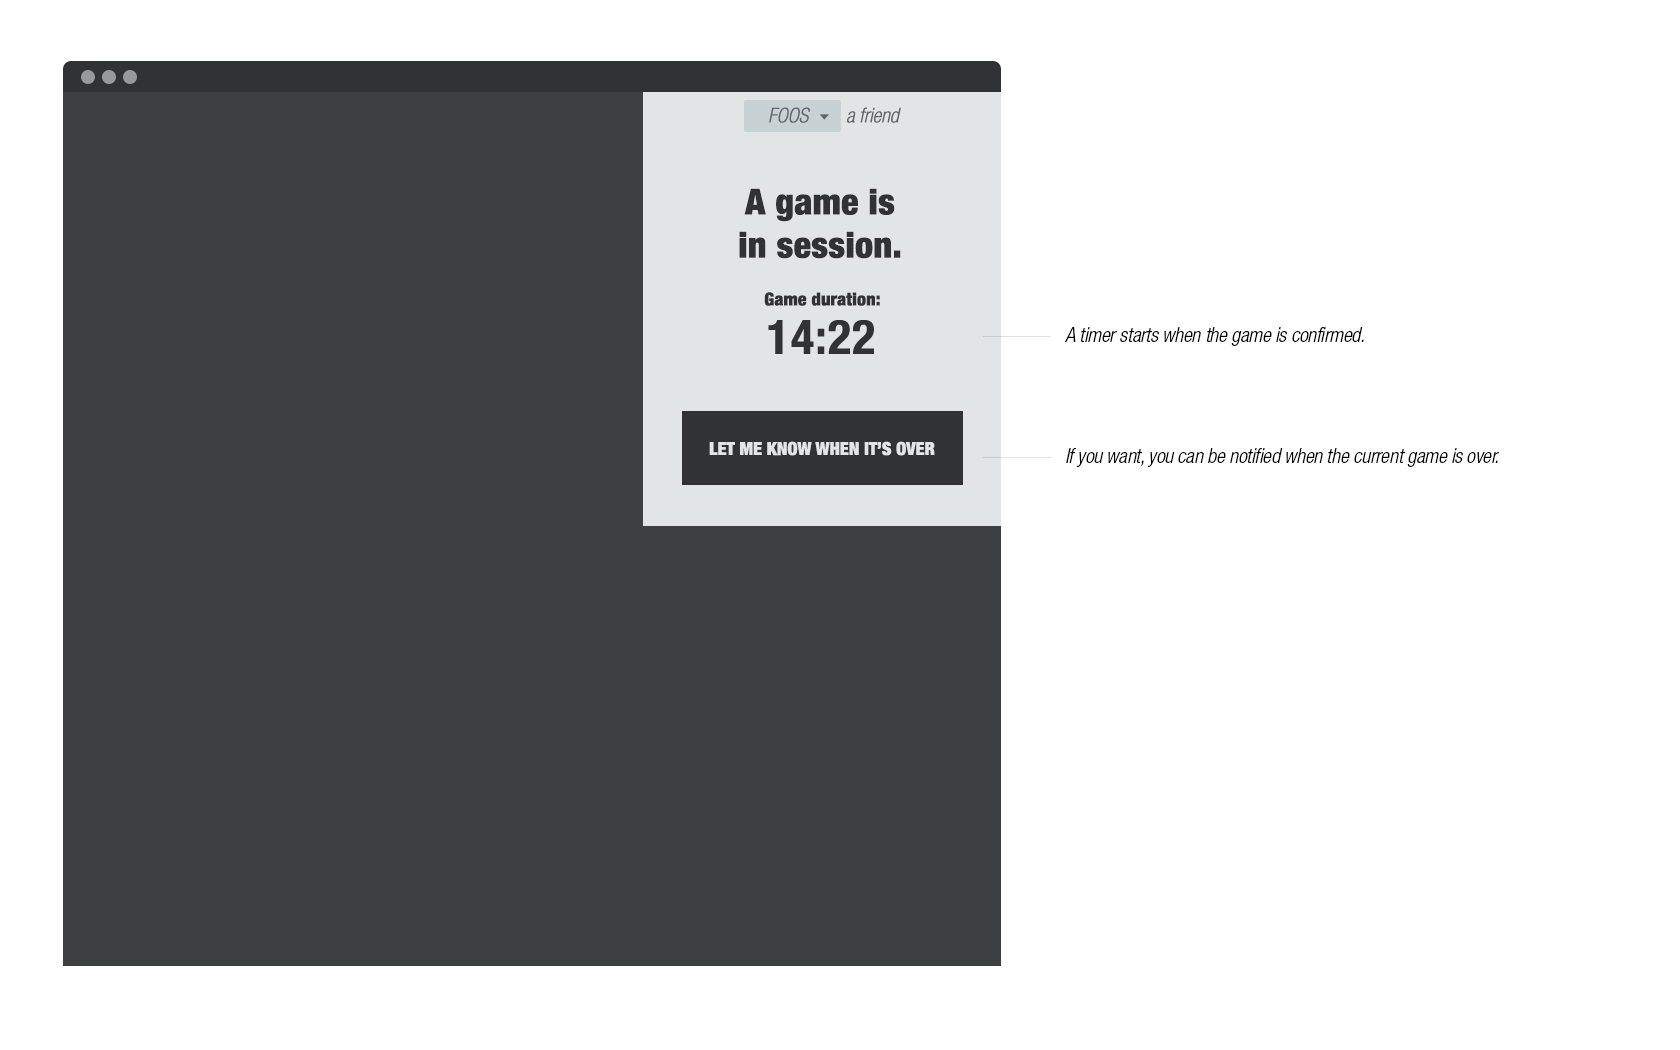 FOOS a friend
A game is
in session.
Game duration:
14:22
A timer starts when the game is confirmed.
LET ME KNOW WHEN IT'S OVER
If you want, you can be notified when the current game is over.